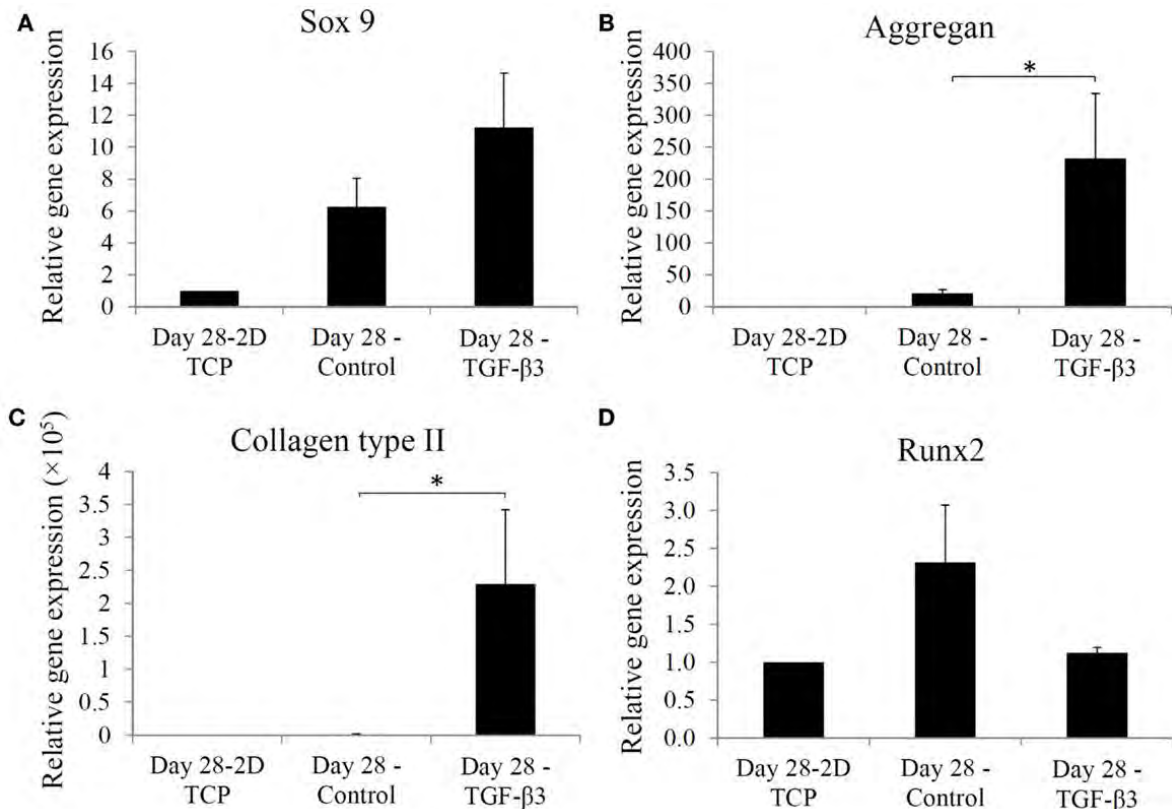 A
Sox 9
Relative gene expression
16
14
12
10
8
6
4
2
0
Day 28-2D
TCP
Day 28 -
Control
Day 28 -
TGF-β3
B
Aggregan
Relative gene expression
400
350
300
250
200
150
100
50
0
*
Day 28-2D
TCP
Day 28 -
Control
Day 28 -
TGF-β3
C
Collagen type II
Relative gene expression (×10⁵)
4
3.5
3
2.5
2
1.5
1
0.5
0
*
Day 28-2D
TCP
Day 28 -
Control
Day 28 -
TGF-β3
D
Runx2
Relative gene expression
3.5
3.0
2.5
2.0
1.5
1.0
0.5
0.0
Day 28-2D
TCP
Day 28 -
Control
Day 28 -
TGF-β3